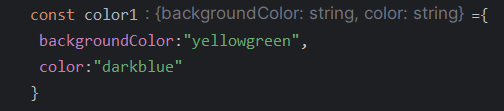 const color1 : {backgroundColor: string, color: string} ={
backgroundColor:"yellowgreen",
color:"darkblue"
}